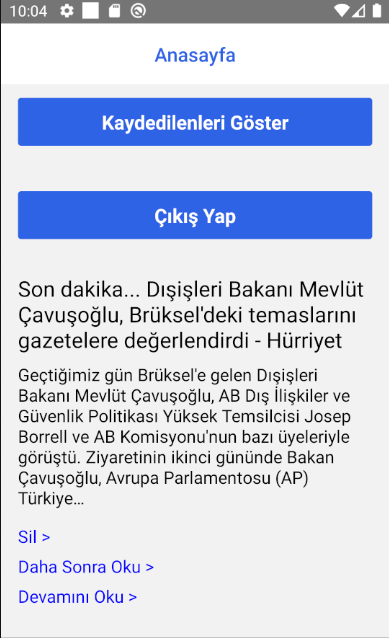 10:04
Anasayfa
Kaydedilenleri Göster
Çıkış Yap
Son dakika... Dışişleri Bakanı Mevlüt
Çavuşoğlu, Brüksel'deki temaslarını
gazetelere değerlendirdi - Hürriyet
Geçtiğimiz gün Brüksel'e gelen Dışişleri
Bakanı Mevlüt Çavuşoğlu, AB Dış İlişkiler ve
Güvenlik Politikası Yüksek Temsilcisi Josep
Borrell ve AB Komisyonu'nun bazı üyeleriyle
görüştü. Ziyaretinin ikinci gününde Bakan
Çavuşoğlu, Avrupa Parlamentosu (AP)
Türkiye…
Sil >
Daha Sonra Oku >
Devamını Oku >